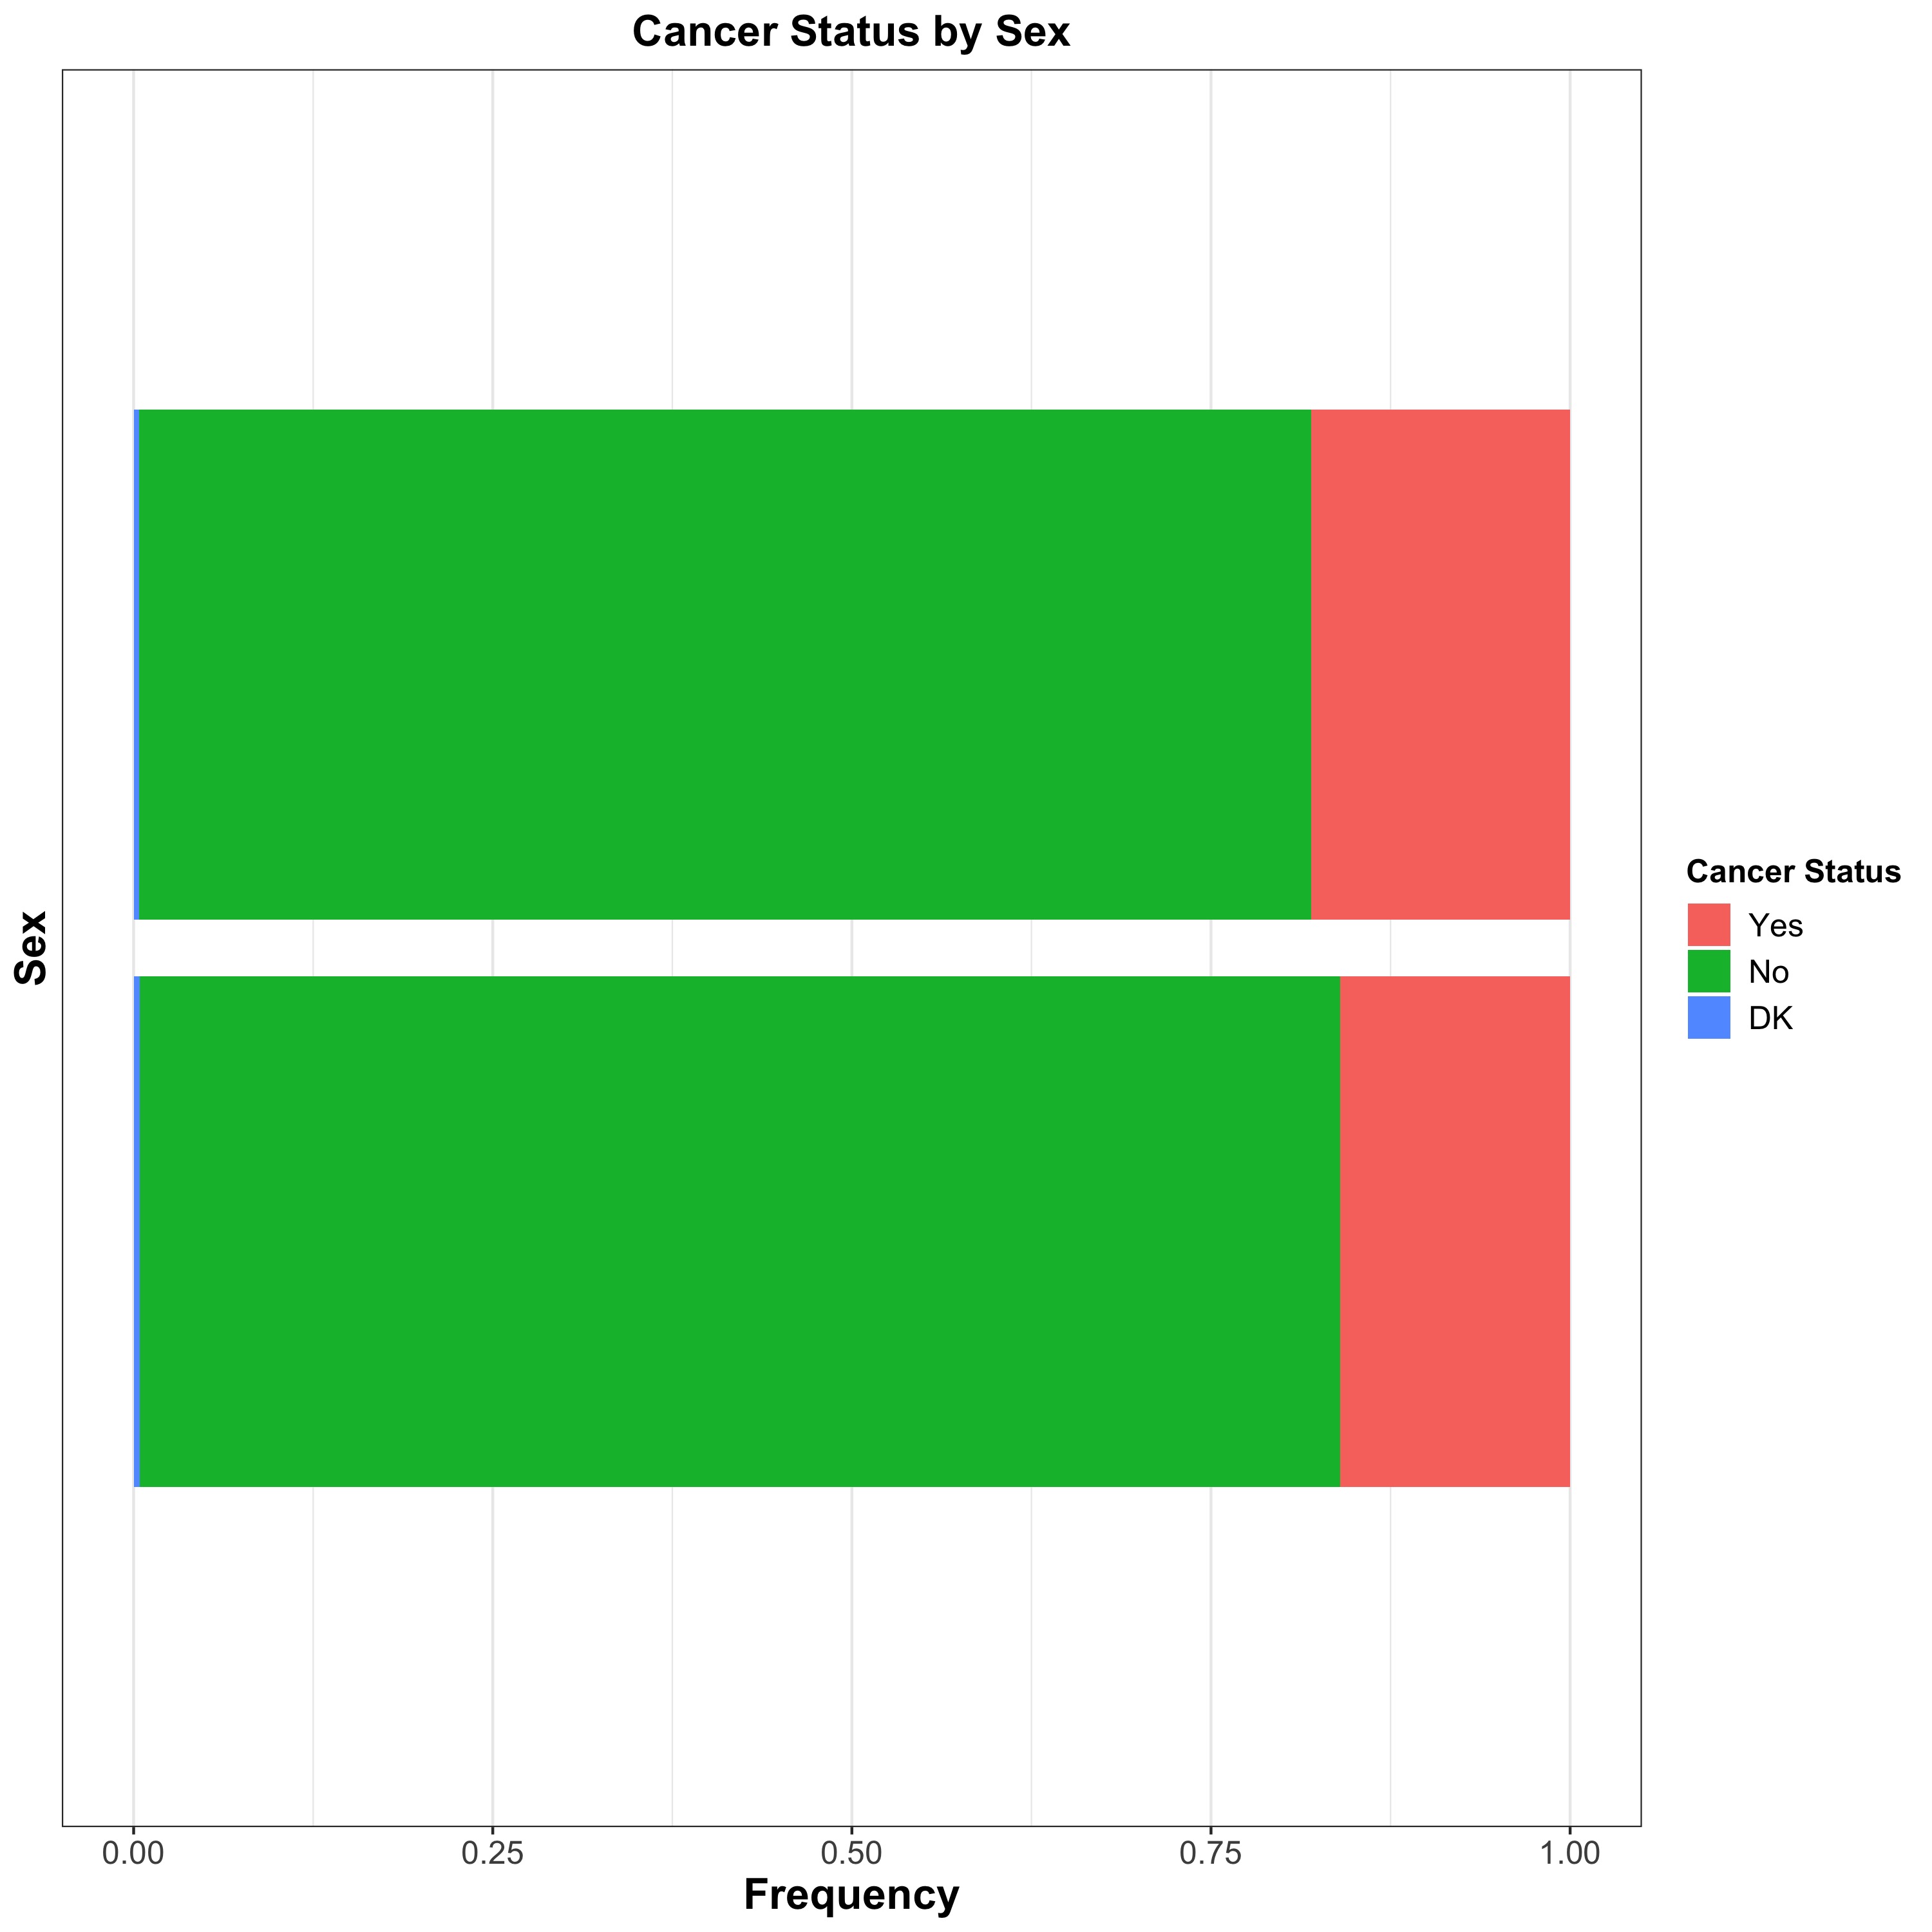 Cancer Status by Sex
Sex
Cancer Status
Yes
No
DK
0.00 0.25 0.50 0.75 1.00
Frequency